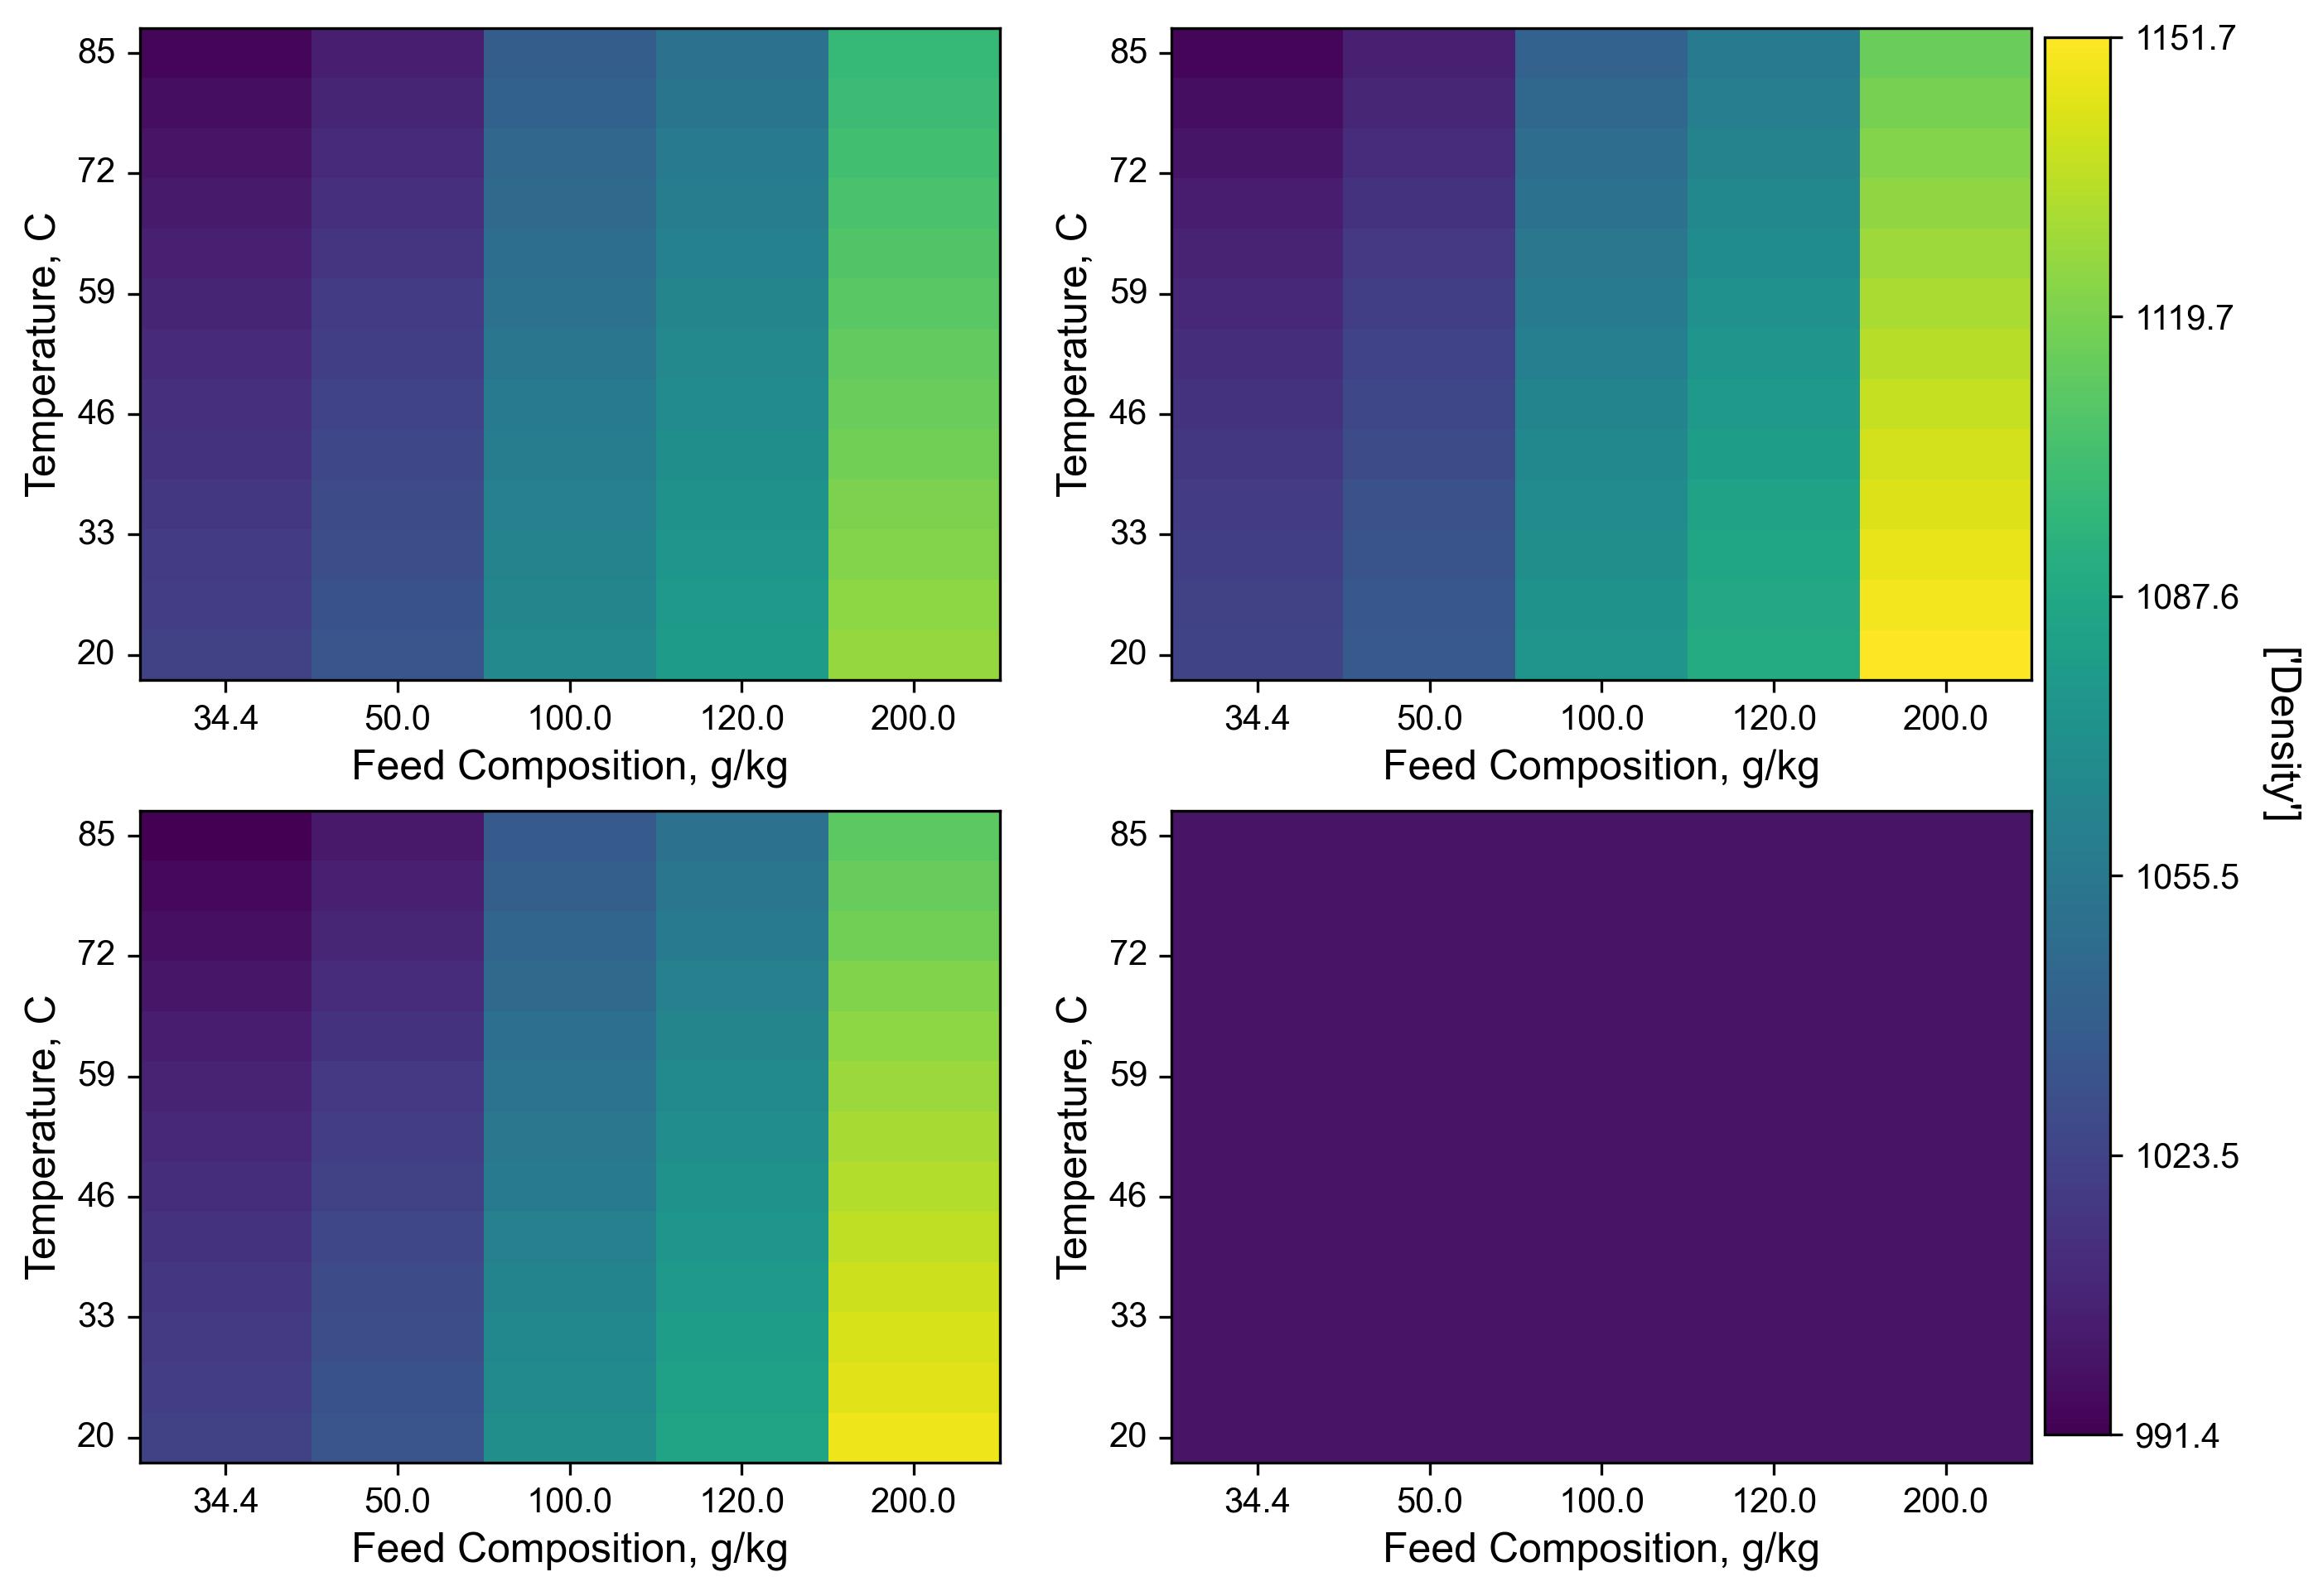 85
72
59
46
33
20
Temperature, C
34.4 50.0 100.0 120.0 200.0
Feed Composition, g/kg
85
72
59
46
33
20
Temperature, C
34.4 50.0 100.0 120.0 200.0
Feed Composition, g/kg
85
72
59
46
33
20
Temperature, C
34.4 50.0 100.0 120.0 200.0
Feed Composition, g/kg
85
72
59
46
33
20
Temperature, C
34.4 50.0 100.0 120.0 200.0
Feed Composition, g/kg
1151.7
1119.7
1087.6
1055.5
1023.5
991.4
['Density']